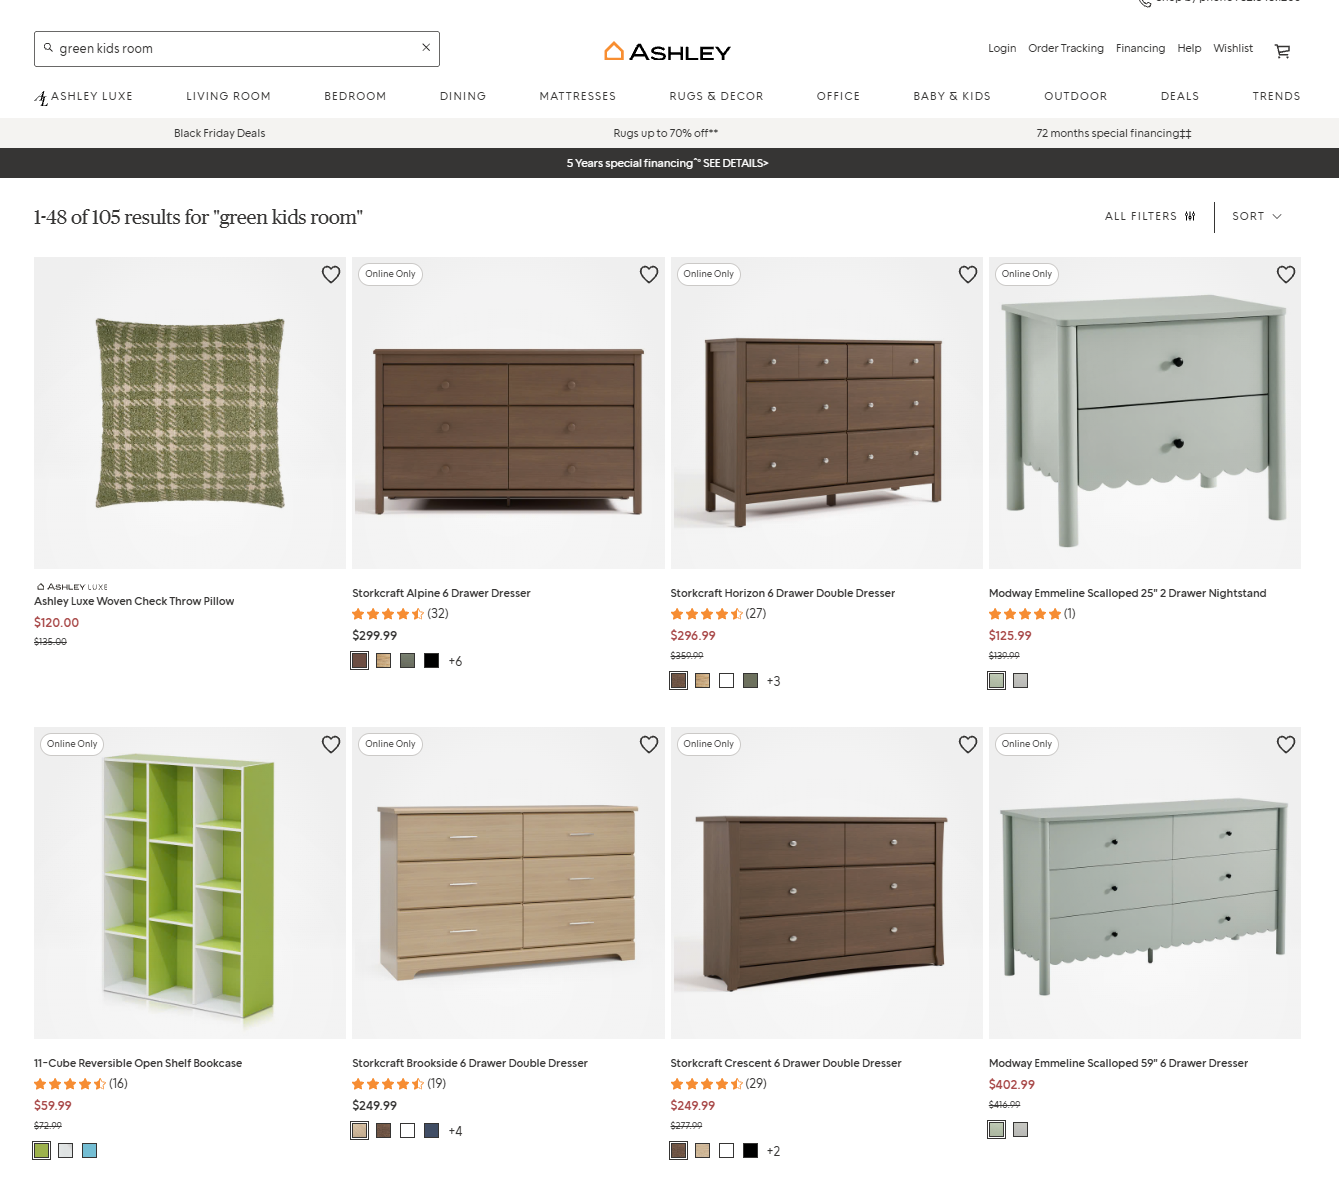 green kids room
ASHLEY
Login Order Tracking Financing Help Wishlist
ASHLEY LUXE LIVING ROOM BEDROOM DINING MATTRESSES RUGS & DECOR OFFICE BABY & KIDS OUTDOOR DEALS TRENDS
Black Friday Deals Rugs up to 70% off** 72 months special financing‡‡
5 Years special financing^* SEE DETAILS>
1-48 of 105 results for "green kids room"
ALL FILTERS SORT
Online Only Online Only Online Only
ASHLEY LUXE
Ashley Luxe Woven Check Throw Pillow
$120.00
$135.00
Storkcraft Alpine 6 Drawer Dresser
(32)
$299.99
+6
Storkcraft Horizon 6 Drawer Double Dresser
(27)
$296.99
$359.99
+3
Modway Emmeline Scalloped 25" 2 Drawer Nightstand
(1)
$125.99
$139.99
Online Only Online Only Online Only Online Only
11-Cube Reversible Open Shelf Bookcase
(16)
$59.99
$72.99
Storkcraft Brookside 6 Drawer Double Dresser
(19)
$249.99
+4
Storkcraft Crescent 6 Drawer Double Dresser
(29)
$249.99
$277.99
+2
Modway Emmeline Scalloped 59" 6 Drawer Dresser
$402.99
$416.99